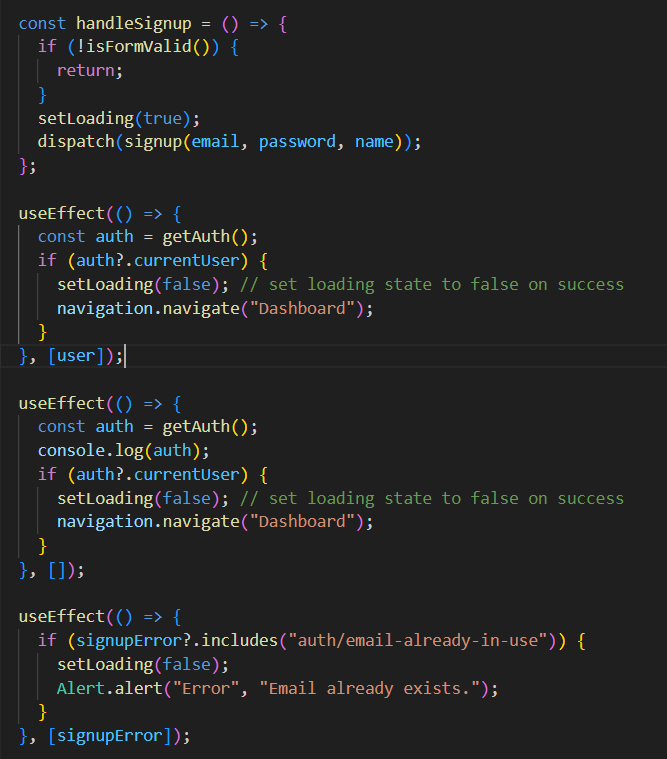 const handleSignup = () => {
  if (!isFormValid()) {
    return;
  }
  setLoading(true);
  dispatch(signup(email, password, name));
};

useEffect(() => {
  const auth = getAuth();
  if (auth?.currentUser) {
    setLoading(false); // set loading state to false on success
    navigation.navigate("Dashboard");
  }
}, [user]);

useEffect(() => {
  const auth = getAuth();
  console.log(auth);
  if (auth?.currentUser) {
    setLoading(false); // set loading state to false on success
    navigation.navigate("Dashboard");
  }
}, []);

useEffect(() => {
  if (signupError?.includes("auth/email-already-in-use")) {
    setLoading(false);
    Alert.alert("Error", "Email already exists.");
  }
}, [signupError]);